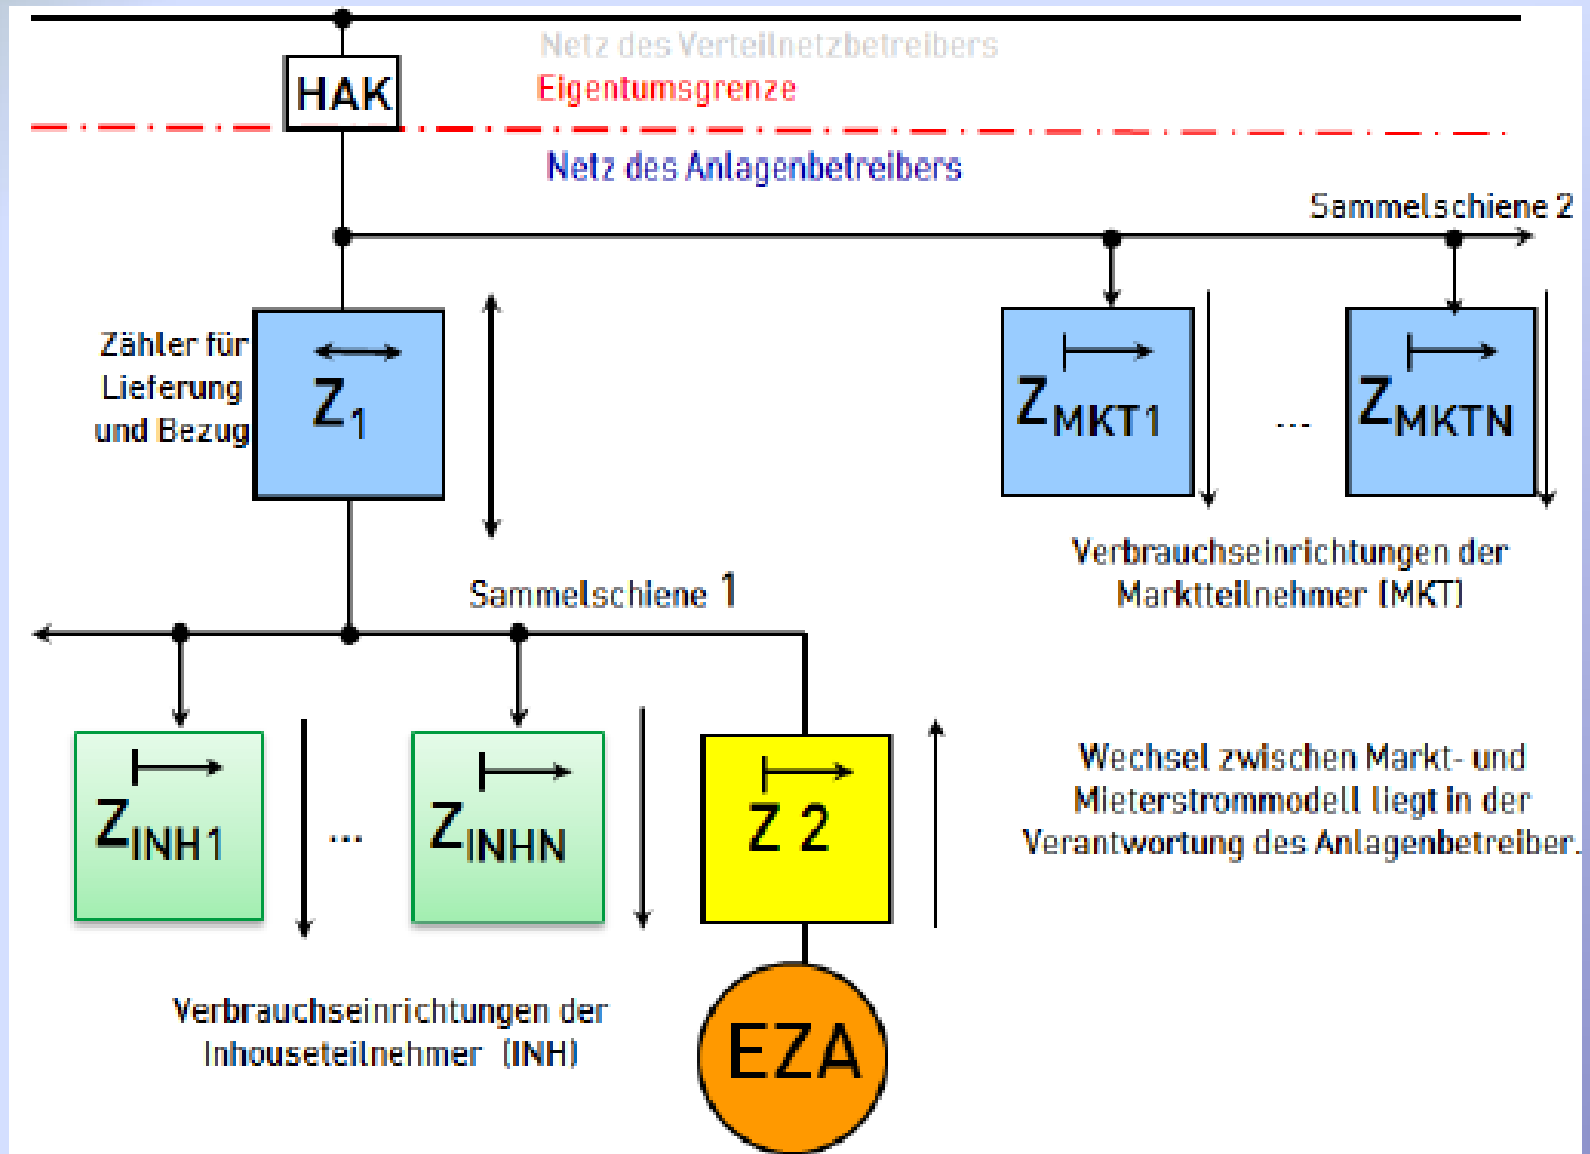 Netz des Verteilnetzbetreibers
HAK
Eigentumsgrenze
Netz des Anlagenbetreibers
Sammelschiene 2
Zähler für
Lieferung
und Bezug
Z1
ZMKT1
...
ZMKTN
Verbrauchseinrichtungen der
Marktteilnehmer (MKT)
Sammelschiene 1
ZINH1
...
ZINHN
Z 2
Wechsel zwischen Markt- und
Mieterstrommodell liegt in der
Verantwortung des Anlagenbetreiber.
Verbrauchseinrichtungen der
Inhouseteilnehmer (INH)
EZA